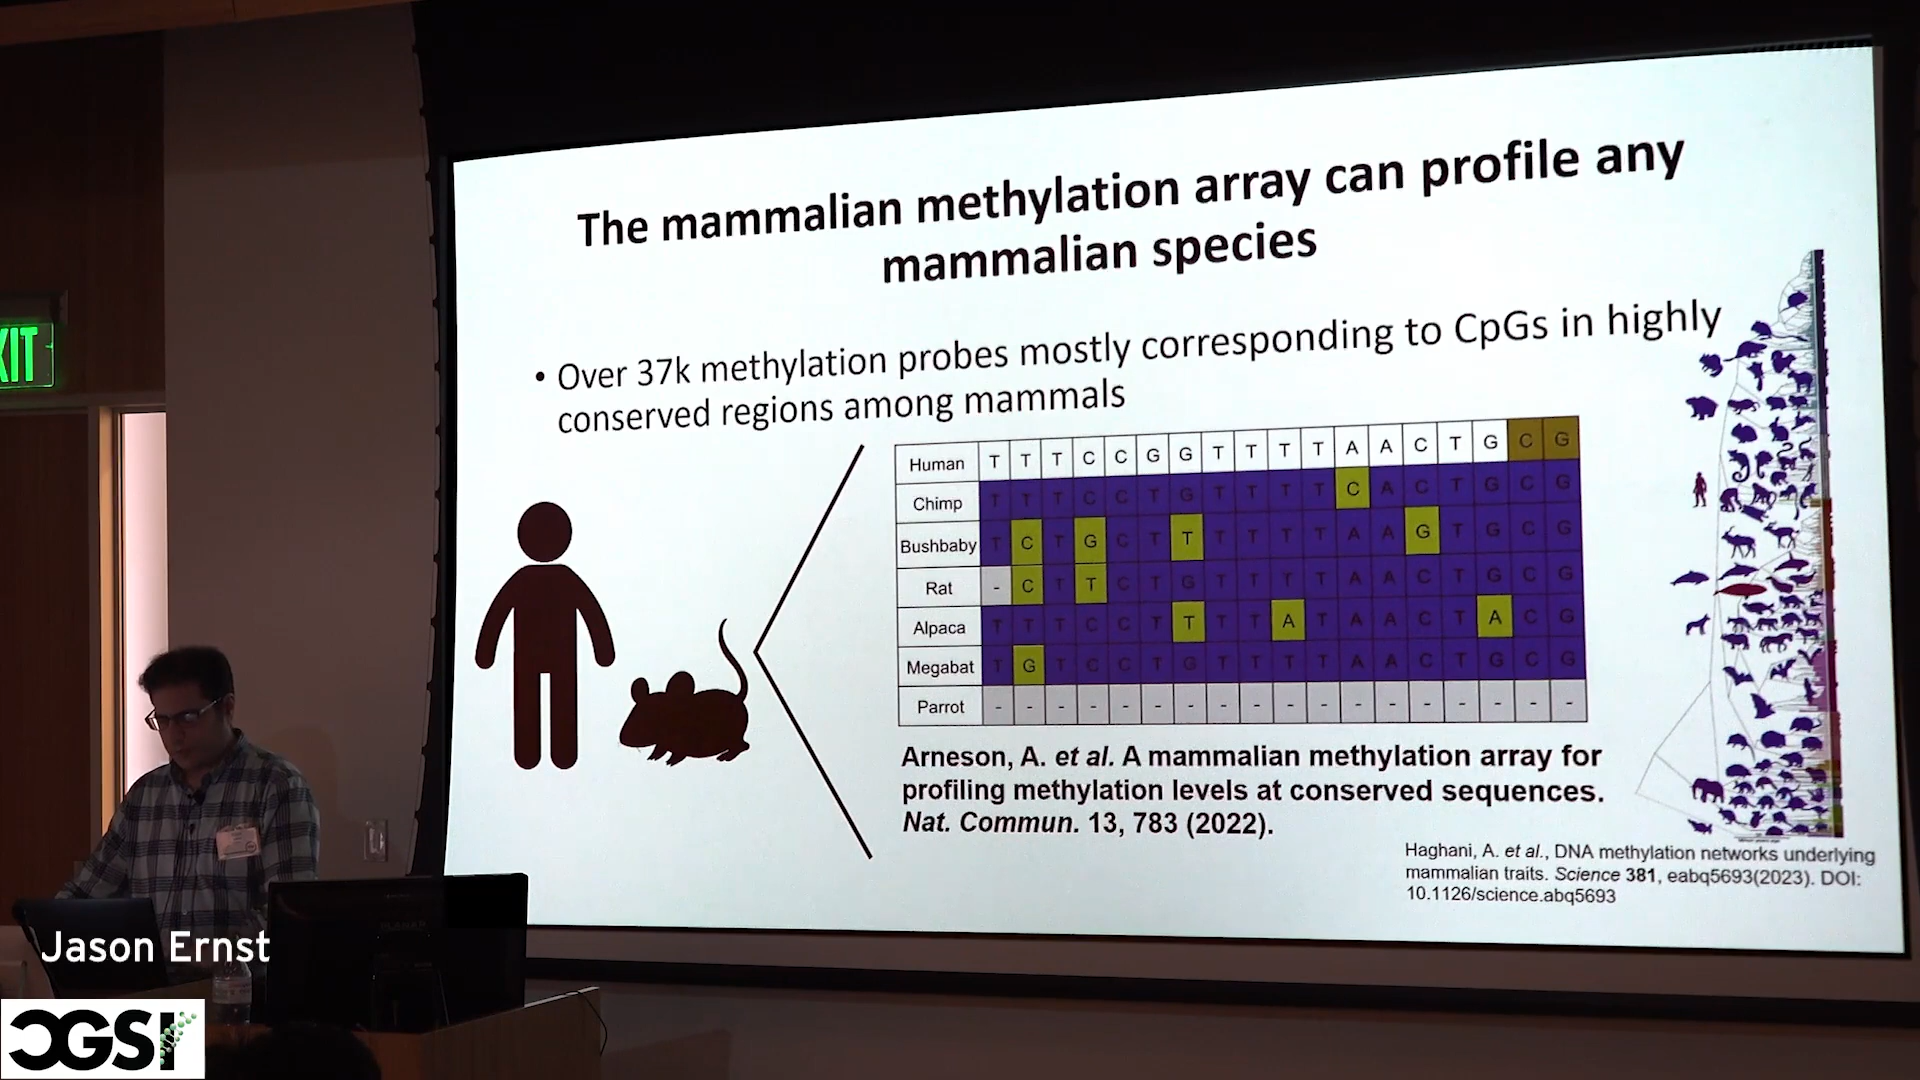 The mammalian methylation array can profile any
mammalian species
• Over 37k methylation probes mostly corresponding to CpGs in highly
conserved regions among mammals
Human T T T C C G G T T T T A A C T G C G
Chimp T T T C C T G T T T T C A C T G C G
Bushbaby T C T G C T T T T T T A A G T G C G
Rat - C T T C T G T T T T A A C T G C G
Alpaca T T T C C T T T T A T A A C T A C G
Megabat T G T C C T G T T T T A A C T G C G
Parrot - - - - - - - - - - - - - - - - - -
Arneson, A. et al. A mammalian methylation array for
profiling methylation levels at conserved sequences.
Nat. Commun. 13, 783 (2022).
Haghani, A. et al., DNA methylation networks underlying
mammalian traits. Science 381, eabq5693(2023). DOI:
10.1126/science.abq5693
XIT
Jason Ernst
CGSI